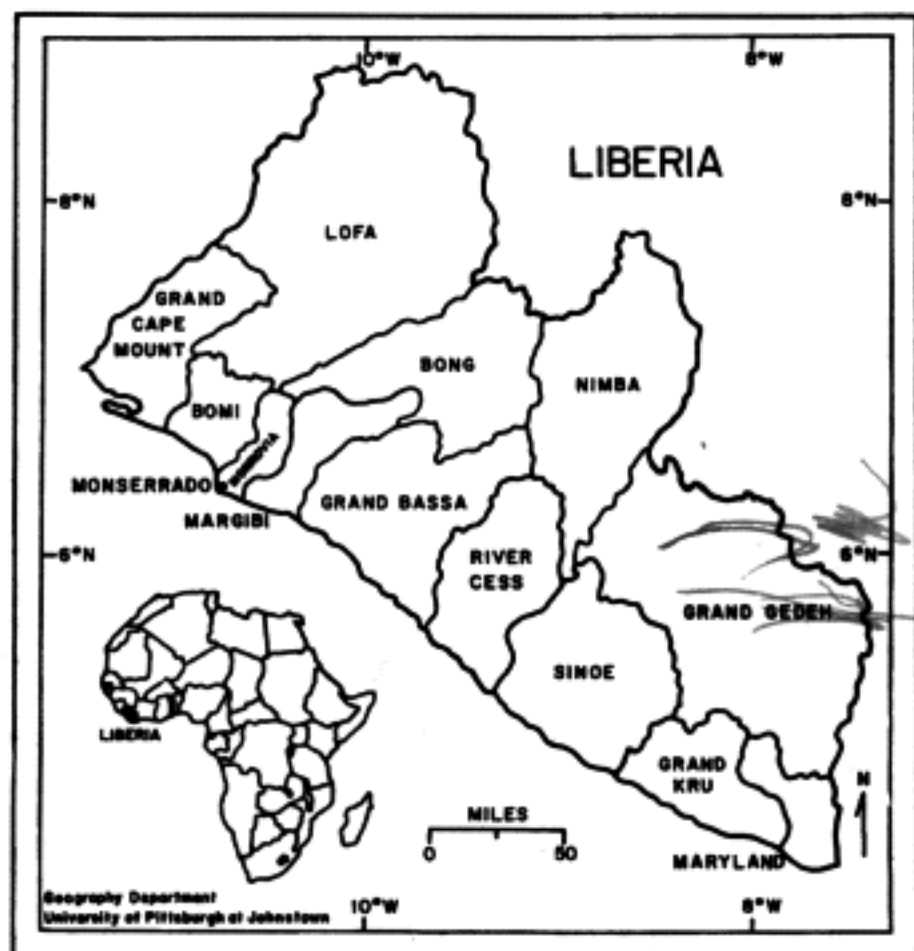 10°W
8°W
LIBERIA
8°N
8°N
LOFA
GRAND
CAPE
MOUNT
BONG
NIMBA
BOMI
MONROVIA
MONSERRADO
GRAND BASSA
MARGIBI
6°N
6°N
RIVER
CESS
GRAND GEDEH
SINOE
LIBERIA
GRAND
KRU
N
MILES
0 50
MARYLAND
Geography Department
University of Pittsburgh at Johnstown
10°W
8°W